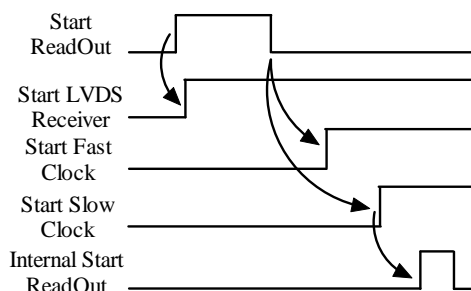 Start
ReadOut
Start LVDS
Receiver
Start Fast
Clock
Start Slow
Clock
Internal Start
ReadOut